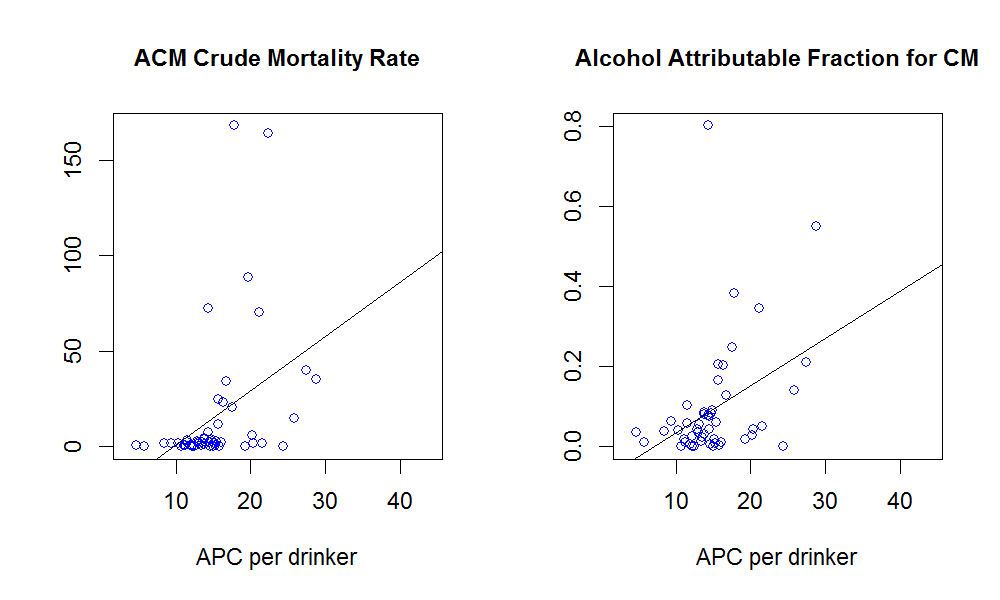 ACM Crude Mortality Rate
150
100
50
0
10 20 30 40
APC per drinker
Alcohol Attributable Fraction for CM
0.8
0.6
0.4
0.2
0.0
10 20 30 40
APC per drinker